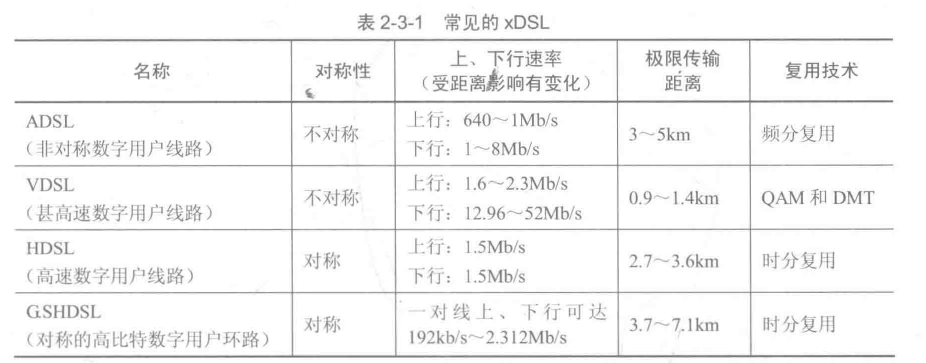 表 2-3-1 常见的 xDSL
名称 对称性 上、下行速率 (受距离影响有变化) 极限传输 距离 复用技术
ADSL
(非对称数字用户线路) 不对称 上行：640～1Mb/s
下行：1～8Mb/s 3～5km 频分复用
VDSL
(甚高速数字用户线路) 不对称 上行：1.6～2.3Mb/s
下行：12.96～52Mb/s 0.9～1.4km QAM 和 DMT
HDSL
(高速数字用户线路) 对称 上行：1.5Mb/s
下行：1.5Mb/s 2.7～3.6km 时分复用
G.SHDSL
(对称的高比特数字用户环路) 对称 一对线上、下行可达
192kb/s～2.312Mb/s 3.7～7.1km 时分复用